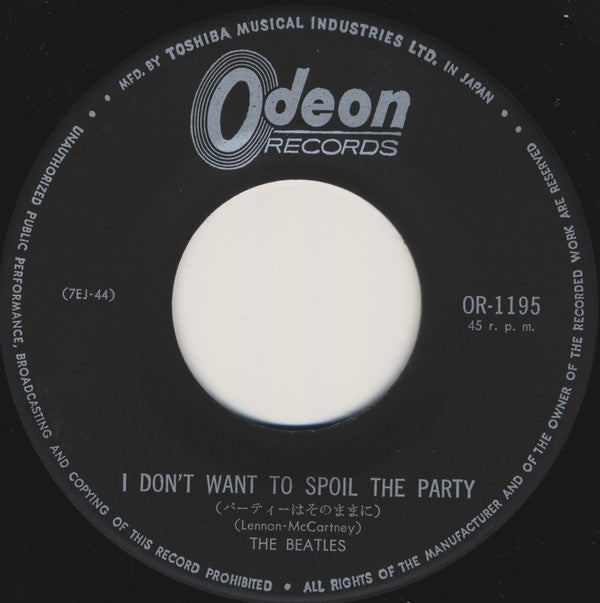 MFD. BY TOSHIBA MUSICAL INDUSTRIES LTD. IN JAPAN
Odeon
RECORDS
(7EJ-44)
OR-1195
45 r. p. m.
I DON'T WANT TO SPOIL THE PARTY
(パーティーはそのままに)
(Lennon-McCartney)
THE BEATLES
UNAUTHORIZED PUBLIC PERFORMANCE, BROADCASTING AND COPYING OF THIS RECORD PROHIBITED • ALL RIGHTS OF THE MANUFACTURER AND OF THE OWNER OF THE RECORDED WORK ARE RESERVED